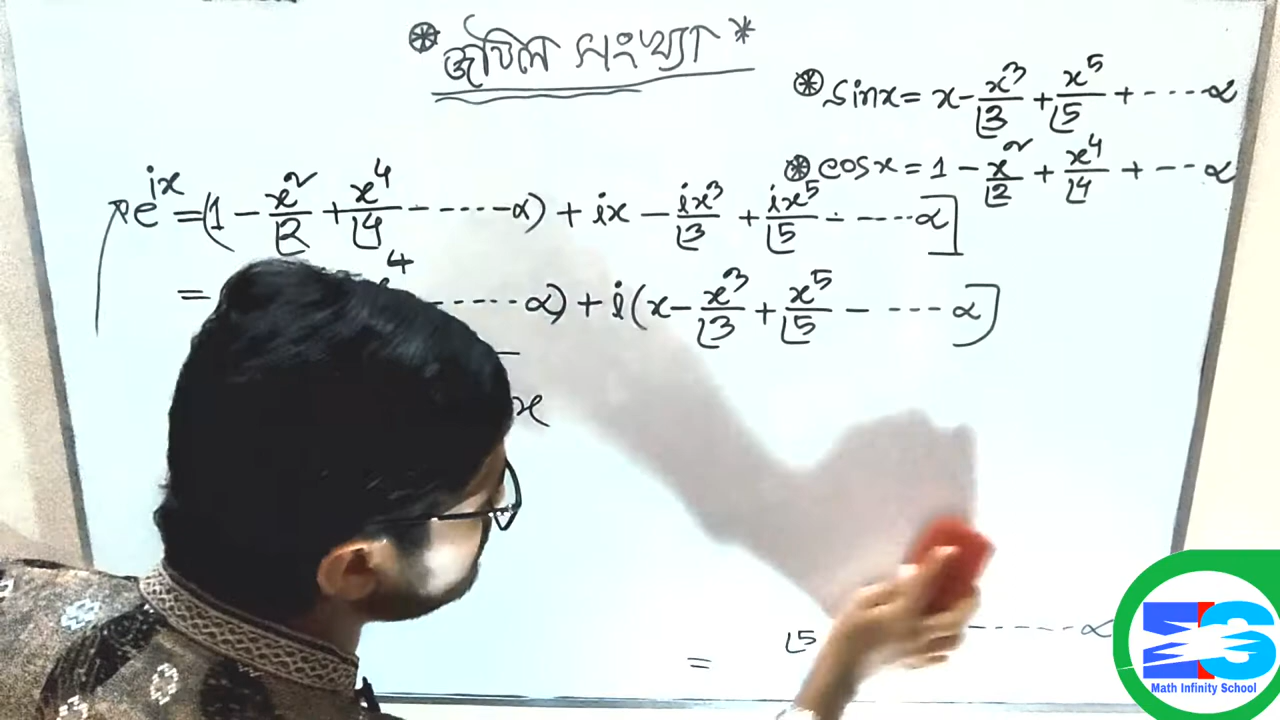 * জটিল সংখ্যা *
* sinx = x - x³/⌊3 + x⁵/⌊5 + ----∝
* cosx = 1 - x²/⌊2 + x⁴/⌊4 + --- ∝
e^ix = (1 - x²/⌊2 + x⁴/⌊4 ------∝) + ix - ix³/⌊3 + ix⁵/⌊5 - ----∝]
= 4 ------ ∝) + i(x - x³/⌊3 + x⁵/⌊5 - ---- ∝]
x
⌊5 ------∝
=
Math Infinity School